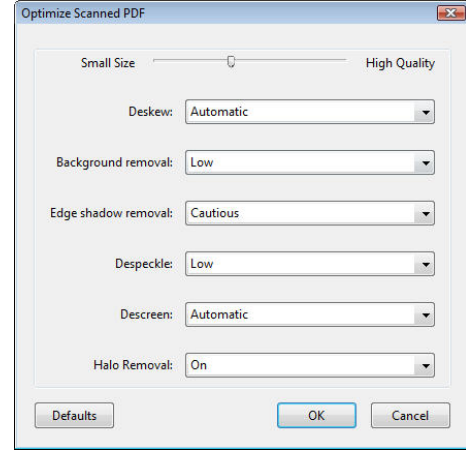 Optimize Scanned PDF
Small Size High Quality
Deskew: Automatic
Background removal: Low
Edge shadow removal: Cautious
Despeckle: Low
Descreen: Automatic
Halo Removal: On
Defaults OK Cancel